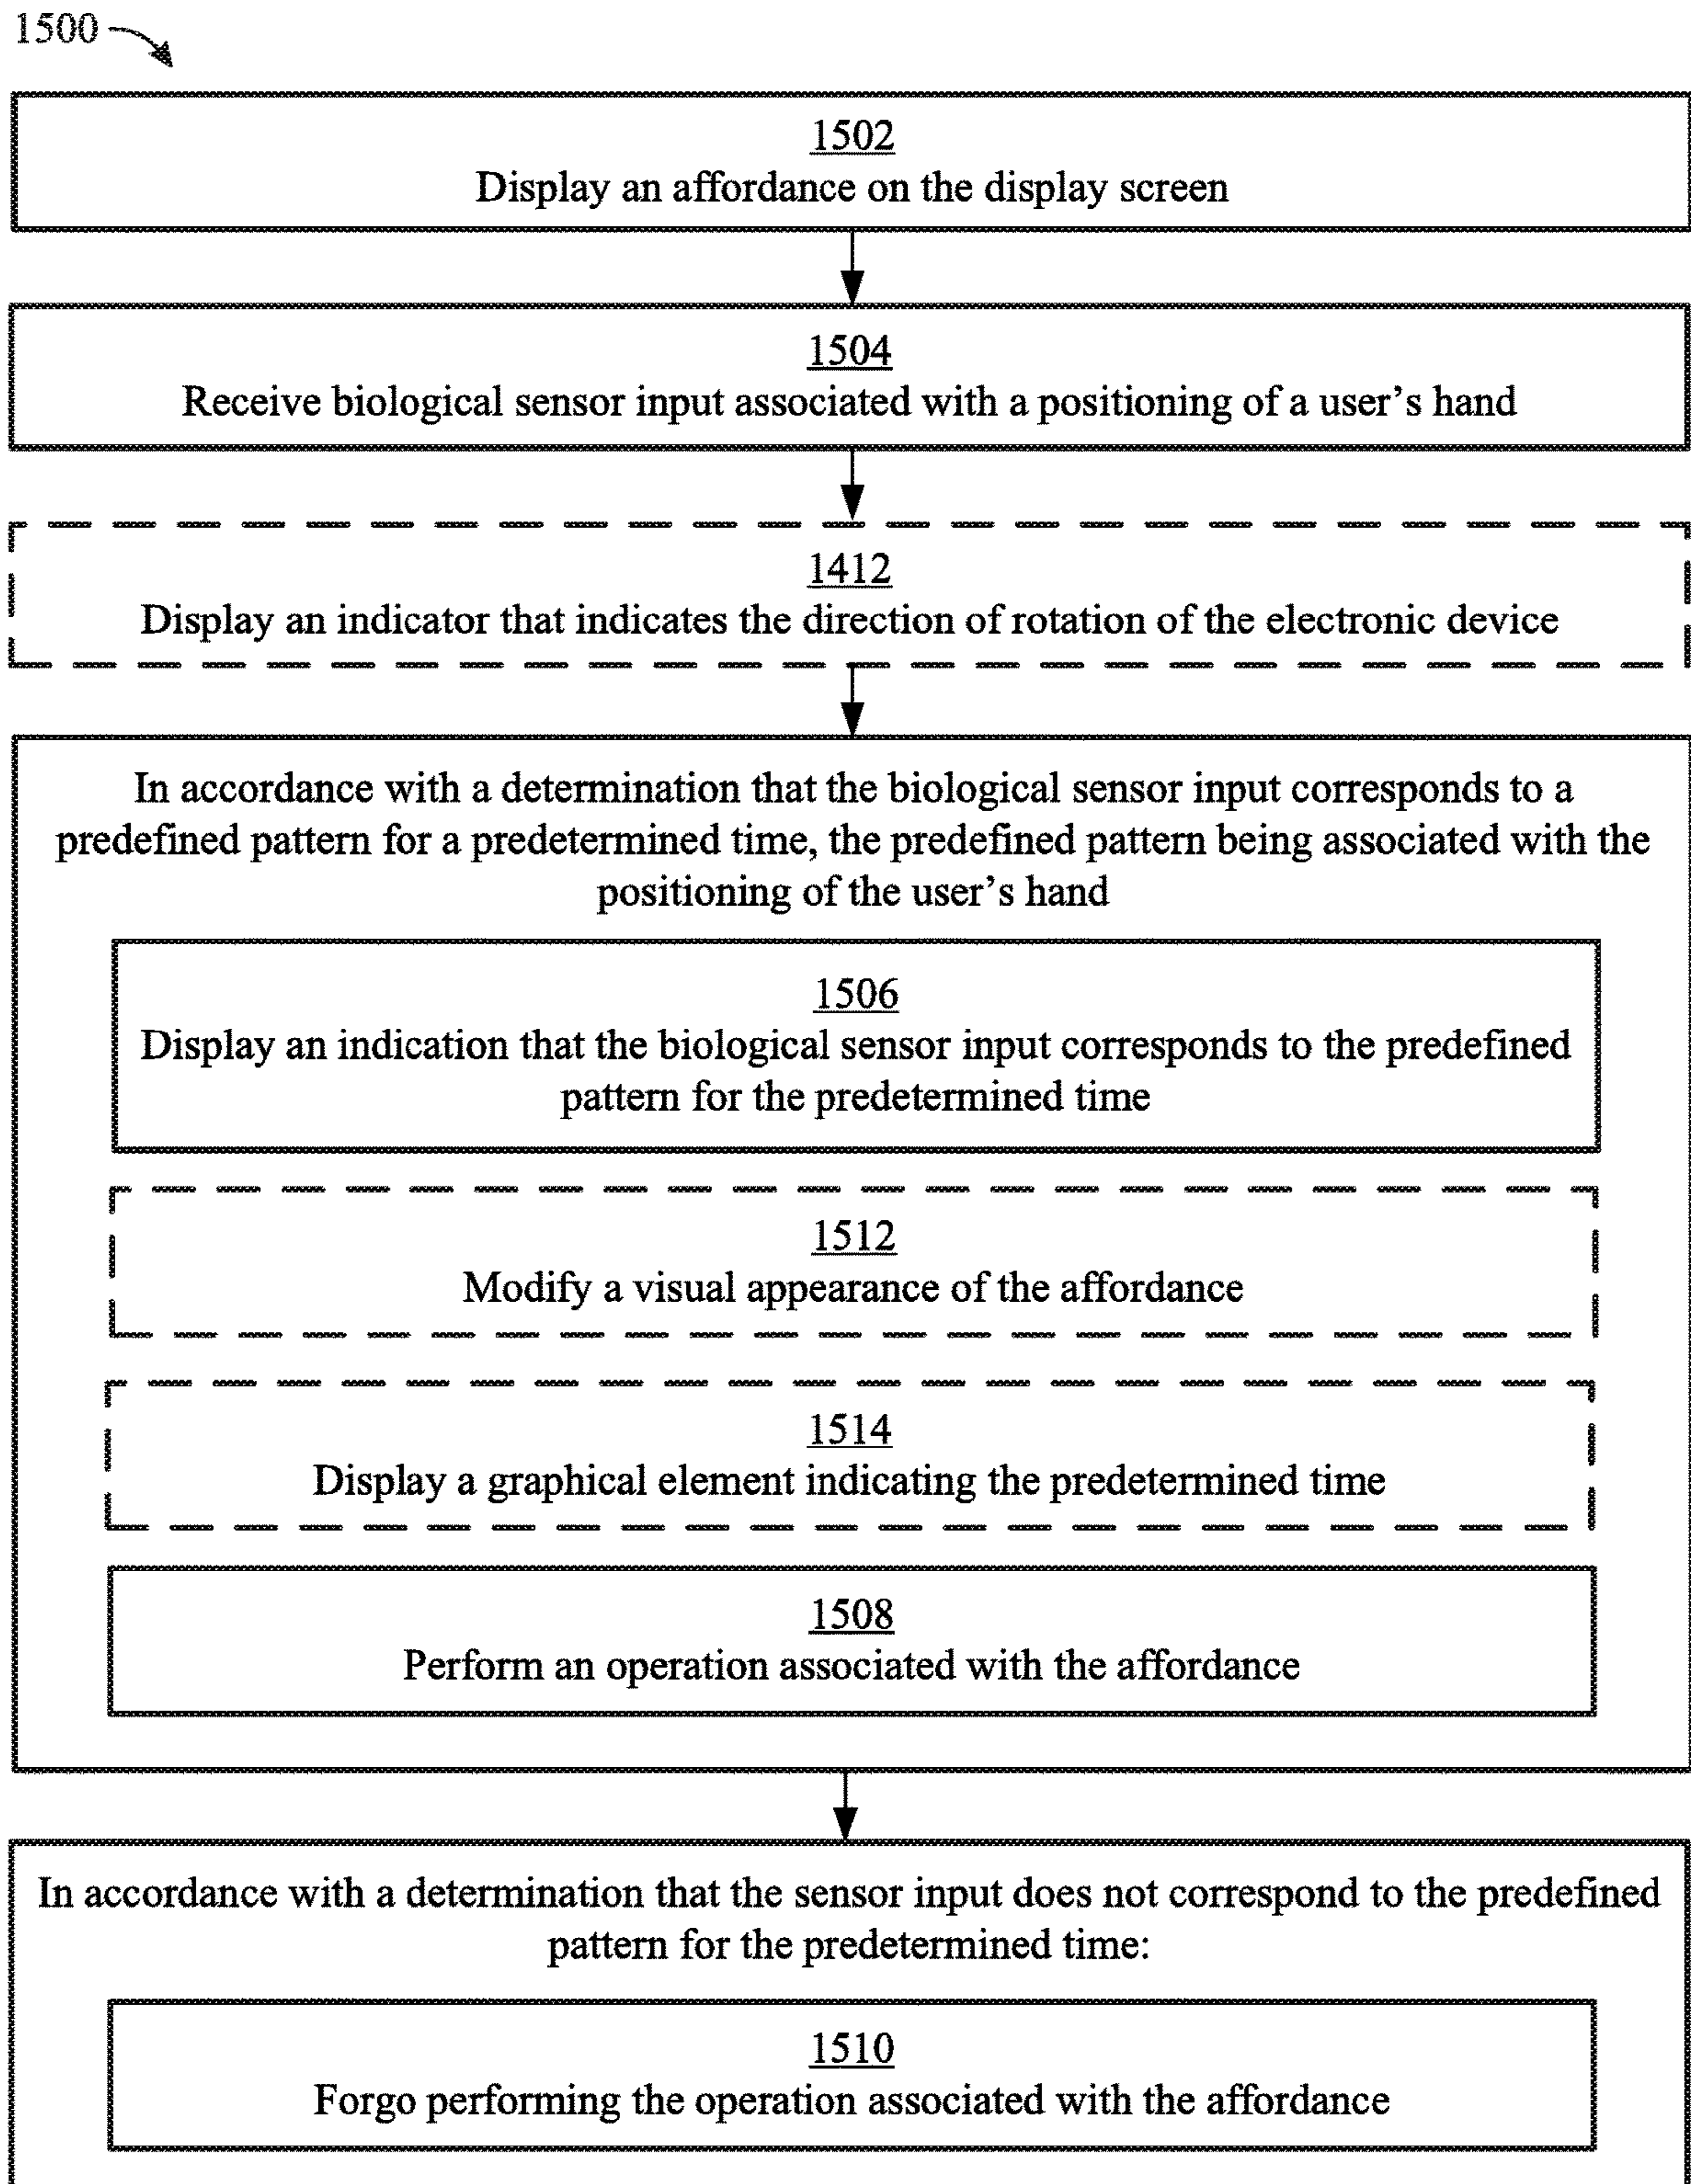 1500
1502
Display an affordance on the display screen
1504
Receive biological sensor input associated with a positioning of a user's hand
1412
Display an indicator that indicates the direction of rotation of the electronic device
In accordance with a determination that the biological sensor input corresponds to a
predefined pattern for a predetermined time, the predefined pattern being associated with the
positioning of the user's hand
1506
Display an indication that the biological sensor input corresponds to the predefined
pattern for the predetermined time
1512
Modify a visual appearance of the affordance
1514
Display a graphical element indicating the predetermined time
1508
Perform an operation associated with the affordance
In accordance with a determination that the sensor input does not correspond to the predefined
pattern for the predetermined time:
1510
Forgo performing the operation associated with the affordance